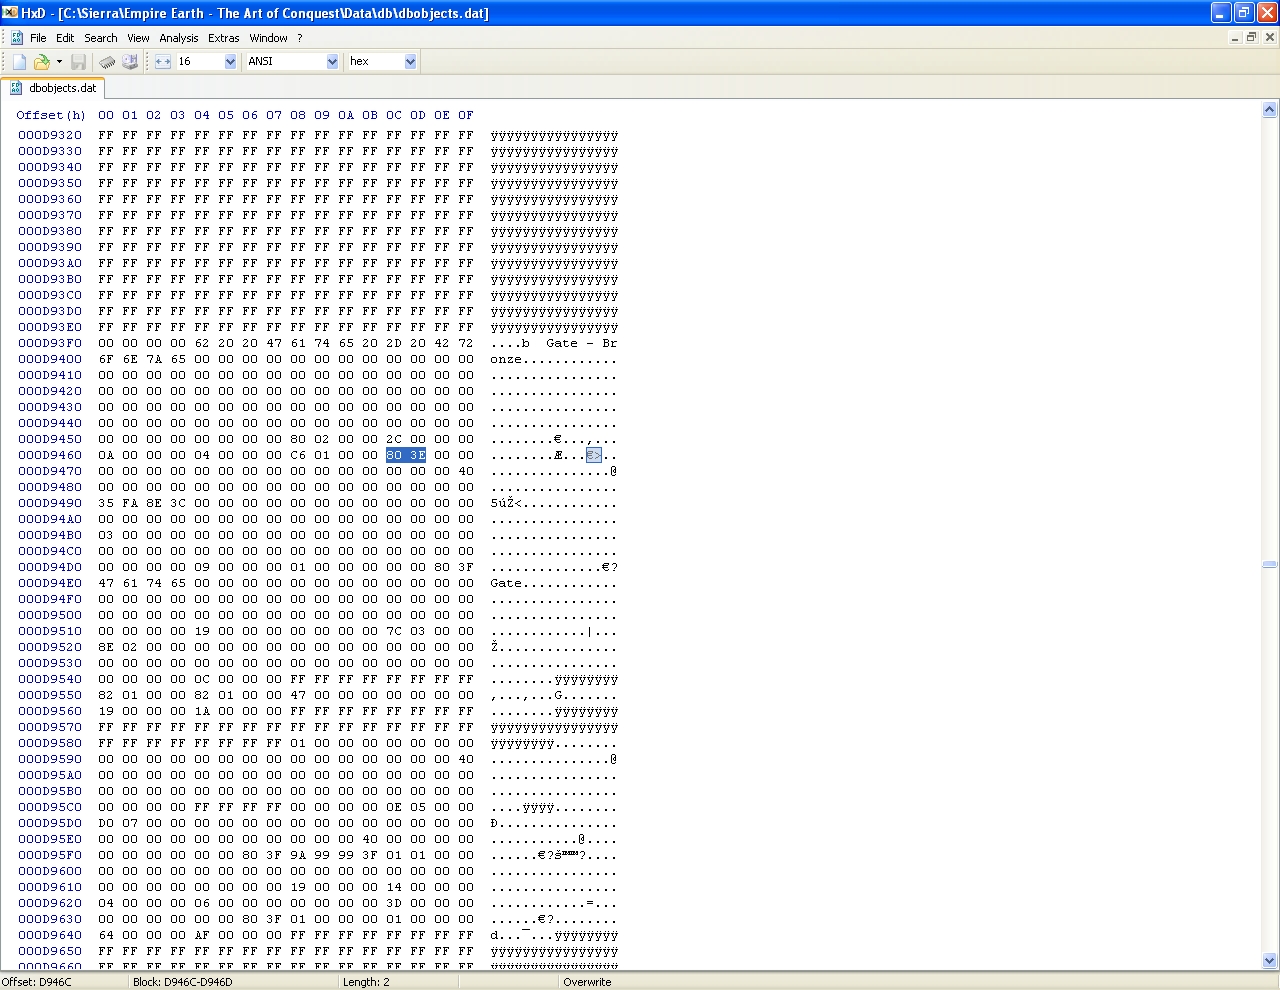 HxD - [C:\Sierra\Empire Earth - The Art of Conquest\Data\db\dbobjects.dat]
File Edit Search View Analysis Extras Window ?
16 ANSI hex
dbobjects.dat
Offset(h) 00 01 02 03 04 05 06 07 08 09 0A 0B 0C 0D 0E 0F
000D9320 FF FF FF FF FF FF FF FF FF FF FF FF FF FF FF FF ÿÿÿÿÿÿÿÿÿÿÿÿÿÿÿÿ
000D9330 FF FF FF FF FF FF FF FF FF FF FF FF FF FF FF FF ÿÿÿÿÿÿÿÿÿÿÿÿÿÿÿÿ
000D9340 FF FF FF FF FF FF FF FF FF FF FF FF FF FF FF FF ÿÿÿÿÿÿÿÿÿÿÿÿÿÿÿÿ
000D9350 FF FF FF FF FF FF FF FF FF FF FF FF FF FF FF FF ÿÿÿÿÿÿÿÿÿÿÿÿÿÿÿÿ
000D9360 FF FF FF FF FF FF FF FF FF FF FF FF FF FF FF FF ÿÿÿÿÿÿÿÿÿÿÿÿÿÿÿÿ
000D9370 FF FF FF FF FF FF FF FF FF FF FF FF FF FF FF FF ÿÿÿÿÿÿÿÿÿÿÿÿÿÿÿÿ
000D9380 FF FF FF FF FF FF FF FF FF FF FF FF FF FF FF FF ÿÿÿÿÿÿÿÿÿÿÿÿÿÿÿÿ
000D9390 FF FF FF FF FF FF FF FF FF FF FF FF FF FF FF FF ÿÿÿÿÿÿÿÿÿÿÿÿÿÿÿÿ
000D93A0 FF FF FF FF FF FF FF FF FF FF FF FF FF FF FF FF ÿÿÿÿÿÿÿÿÿÿÿÿÿÿÿÿ
000D93B0 FF FF FF FF FF FF FF FF FF FF FF FF FF FF FF FF ÿÿÿÿÿÿÿÿÿÿÿÿÿÿÿÿ
000D93C0 FF FF FF FF FF FF FF FF FF FF FF FF FF FF FF FF ÿÿÿÿÿÿÿÿÿÿÿÿÿÿÿÿ
000D93D0 FF FF FF FF FF FF FF FF FF FF FF FF FF FF FF FF ÿÿÿÿÿÿÿÿÿÿÿÿÿÿÿÿ
000D93E0 FF FF FF FF FF FF FF FF FF FF FF FF FF FF FF FF ÿÿÿÿÿÿÿÿÿÿÿÿÿÿÿÿ
000D93F0 00 00 00 00 62 20 20 47 61 74 65 20 2D 20 42 72 ....b  Gate - Br
000D9400 6F 6E 7A 65 00 00 00 00 00 00 00 00 00 00 00 00 onze............
000D9410 00 00 00 00 00 00 00 00 00 00 00 00 00 00 00 00 ................
000D9420 00 00 00 00 00 00 00 00 00 00 00 00 00 00 00 00 ................
000D9430 00 00 00 00 00 00 00 00 00 00 00 00 00 00 00 00 ................
000D9440 00 00 00 00 00 00 00 00 00 00 00 00 00 00 00 00 ................
000D9450 00 00 00 00 00 00 00 00 80 02 00 00 2C 00 00 00 ........€...,...
000D9460 0A 00 00 00 04 00 00 00 C6 01 00 00 80 3E 00 00 ........Æ...€>..
000D9470 00 00 00 00 00 00 00 00 00 00 00 00 00 00 00 40 ...............@
000D9480 00 00 00 00 00 00 00 00 00 00 00 00 00 00 00 00 ................
000D9490 35 FA 8E 3C 00 00 00 00 00 00 00 00 00 00 00 00 5úŽ<............
000D94A0 00 00 00 00 00 00 00 00 00 00 00 00 00 00 00 00 ................
000D94B0 03 00 00 00 00 00 00 00 00 00 00 00 00 00 00 00 ................
000D94C0 00 00 00 00 00 00 00 00 00 00 00 00 00 00 00 00 ................
000D94D0 00 00 00 00 09 00 00 00 01 00 00 00 00 00 80 3F ..............€?
000D94E0 47 61 74 65 00 00 00 00 00 00 00 00 00 00 00 00 Gate............
000D94F0 00 00 00 00 00 00 00 00 00 00 00 00 00 00 00 00 ................
000D9500 00 00 00 00 00 00 00 00 00 00 00 00 00 00 00 00 ................
000D9510 00 00 00 00 19 00 00 00 00 00 00 00 7C 03 00 00 ............|...
000D9520 8E 02 00 00 00 00 00 00 00 00 00 00 00 00 00 00 Ž...............
000D9530 00 00 00 00 00 00 00 00 00 00 00 00 00 00 00 00 ................
000D9540 00 00 00 00 0C 00 00 00 FF FF FF FF FF FF FF FF ........ÿÿÿÿÿÿÿÿ
000D9550 82 01 00 00 82 01 00 00 47 00 00 00 00 00 00 00 ‚...‚...G.......
000D9560 19 00 00 00 1A 00 00 00 FF FF FF FF FF FF FF FF ........ÿÿÿÿÿÿÿÿ
000D9570 FF FF FF FF FF FF FF FF FF FF FF FF FF FF FF FF ÿÿÿÿÿÿÿÿÿÿÿÿÿÿÿÿ
000D9580 FF FF FF FF FF FF FF FF 01 00 00 00 00 00 00 00 ÿÿÿÿÿÿÿÿ........
000D9590 00 00 00 00 00 00 00 00 00 00 00 00 00 00 00 40 ...............@
000D95A0 00 00 00 00 00 00 00 00 00 00 00 00 00 00 00 00 ................
000D95B0 00 00 00 00 00 00 00 00 00 00 00 00 00 00 00 00 ................
000D95C0 00 00 00 00 FF FF FF FF 00 00 00 00 0E 05 00 00 ....ÿÿÿÿ........
000D95D0 D0 07 00 00 00 00 00 00 00 00 00 00 00 00 00 00 Ð...............
000D95E0 00 00 00 00 00 00 00 00 00 00 00 40 00 00 00 00 ...........@....
000D95F0 00 00 00 00 00 00 80 3F 9A 99 99 3F 01 01 00 00 ......€?š™™?....
000D9600 00 00 00 00 00 00 00 00 00 00 00 00 00 00 00 00 ................
000D9610 00 00 00 00 00 00 00 00 19 00 00 00 14 00 00 00 ................
000D9620 04 00 00 00 06 00 00 00 00 00 00 00 3D 00 00 00 ............=...
000D9630 00 00 00 00 00 00 80 3F 01 00 00 00 01 00 00 00 ......€?........
000D9640 64 00 00 00 AF 00 00 00 FF FF FF FF FF FF FF FF d...¯...ÿÿÿÿÿÿÿÿ
000D9650 FF FF FF FF FF FF FF FF FF FF FF FF FF FF FF FF ÿÿÿÿÿÿÿÿÿÿÿÿÿÿÿÿ
000D9660 FF FF FF FF FF FF FF FF FF FF FF FF FF FF FF FF ÿÿÿÿÿÿÿÿÿÿÿÿÿÿÿÿ
Offset: D946C Block: D946C-D946D Length: 2 Overwrite